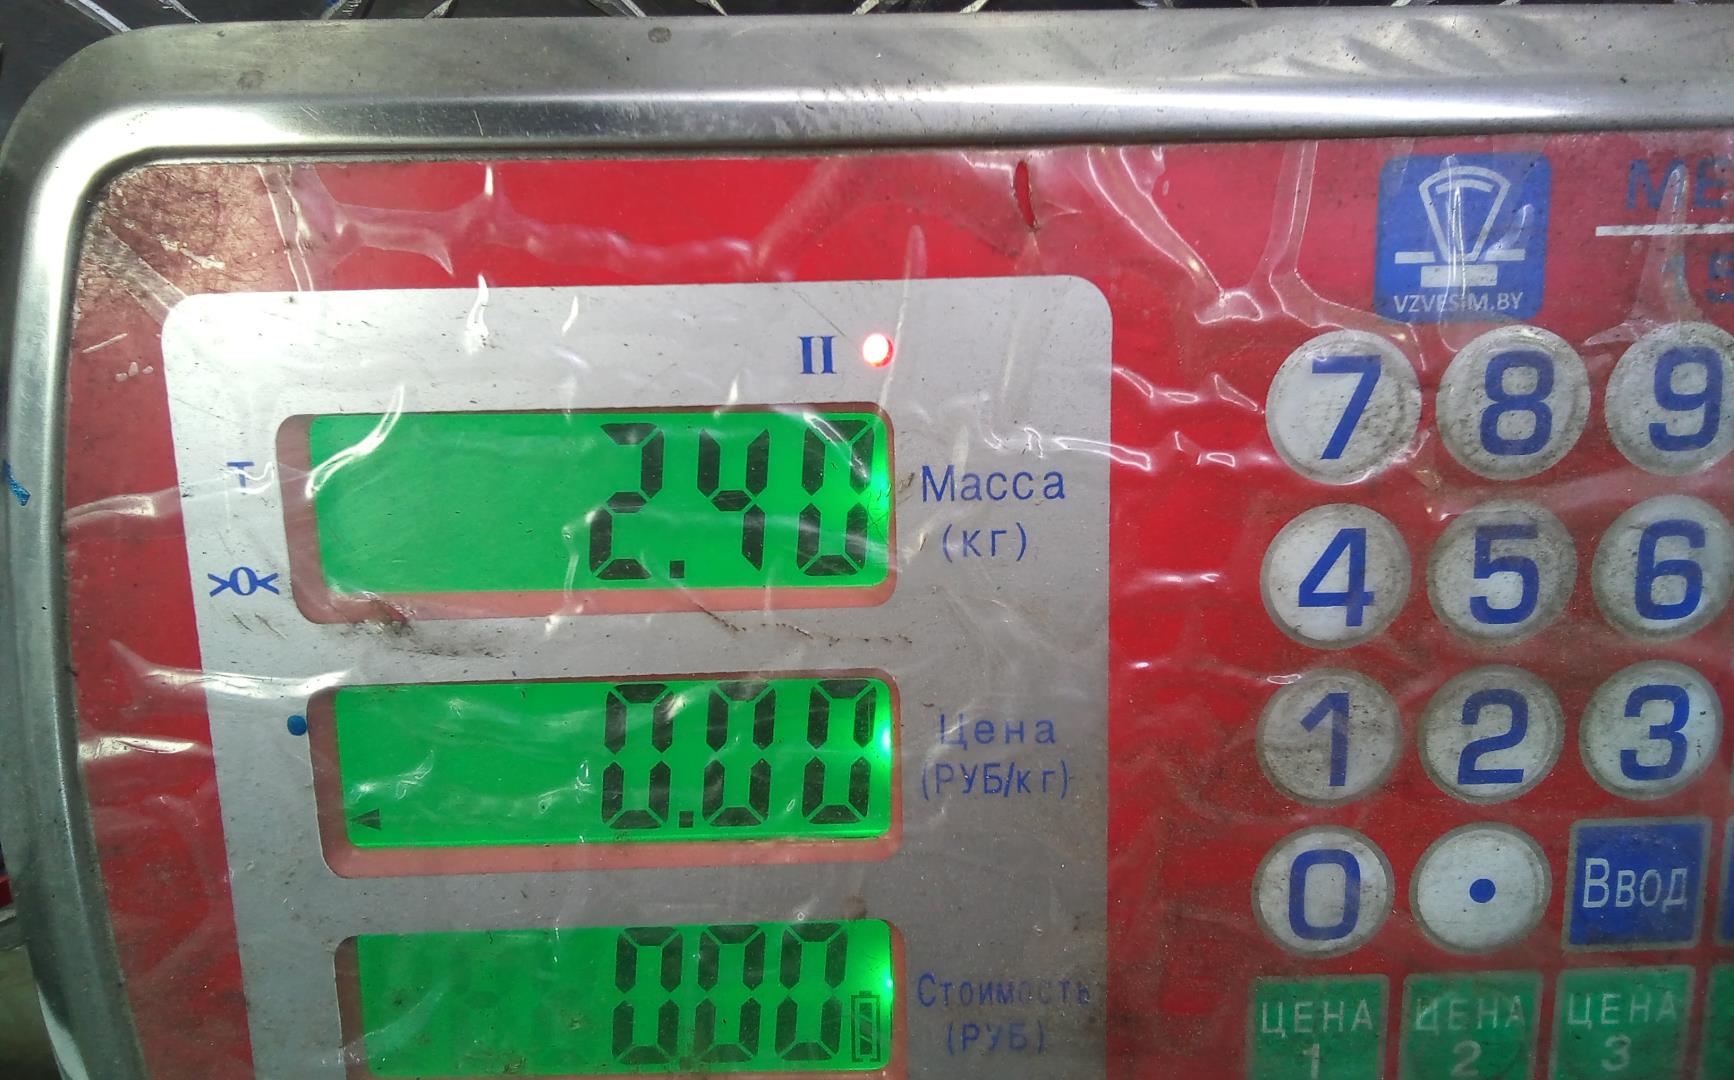 II
T
2.40
Масса
(кг)
>0<
0.00
Цена
(РУБ/кг)
000
Стоимость
(РУБ)
VZVESIM.BY
7 8 9
4 5 6
1 2 3
0 . Ввод
ЦЕНА 1
ЦЕНА 2
ЦЕНА 3